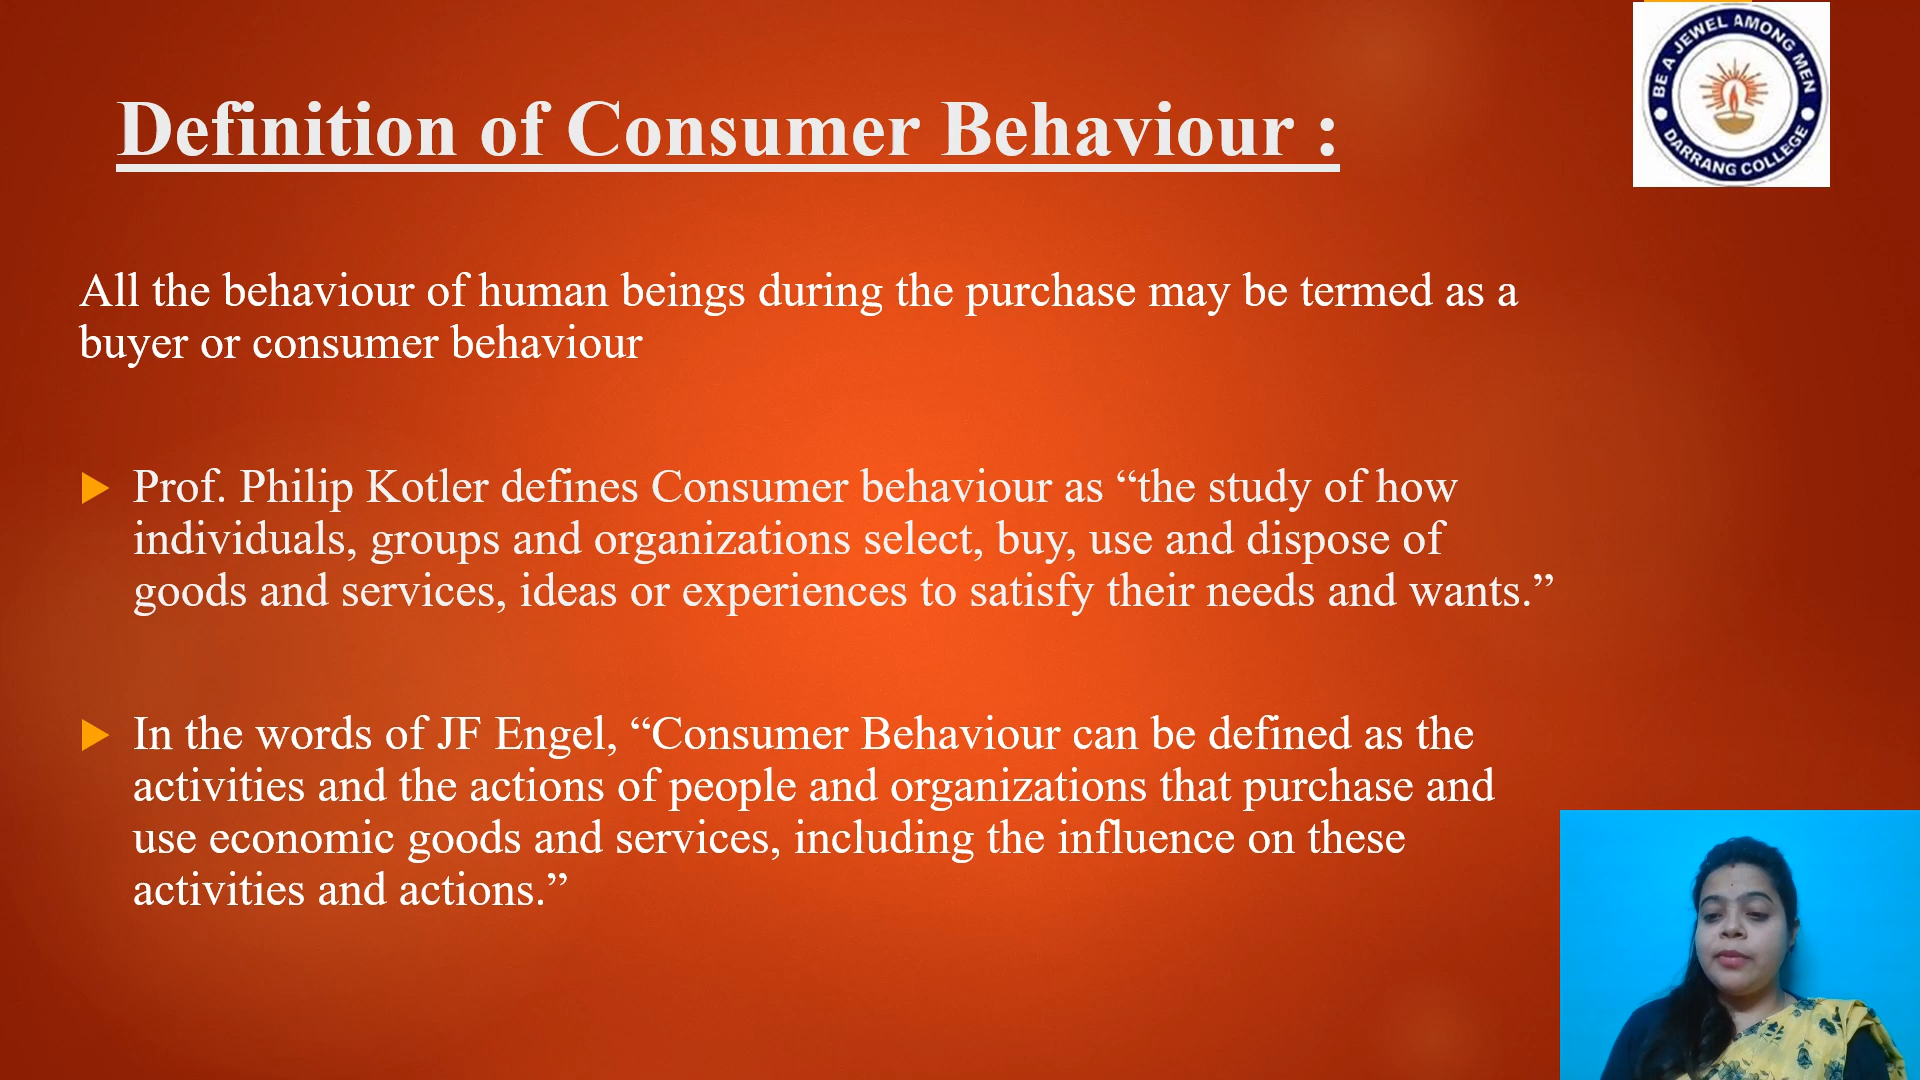 BE A JEWEL AMONG MEN
DARRANG COLLEGE
Definition of Consumer Behaviour :
All the behaviour of human beings during the purchase may be termed as a
buyer or consumer behaviour
Prof. Philip Kotler defines Consumer behaviour as “the study of how
individuals, groups and organizations select, buy, use and dispose of
goods and services, ideas or experiences to satisfy their needs and wants.”
In the words of JF Engel, “Consumer Behaviour can be defined as the
activities and the actions of people and organizations that purchase and
use economic goods and services, including the influence on these
activities and actions.”